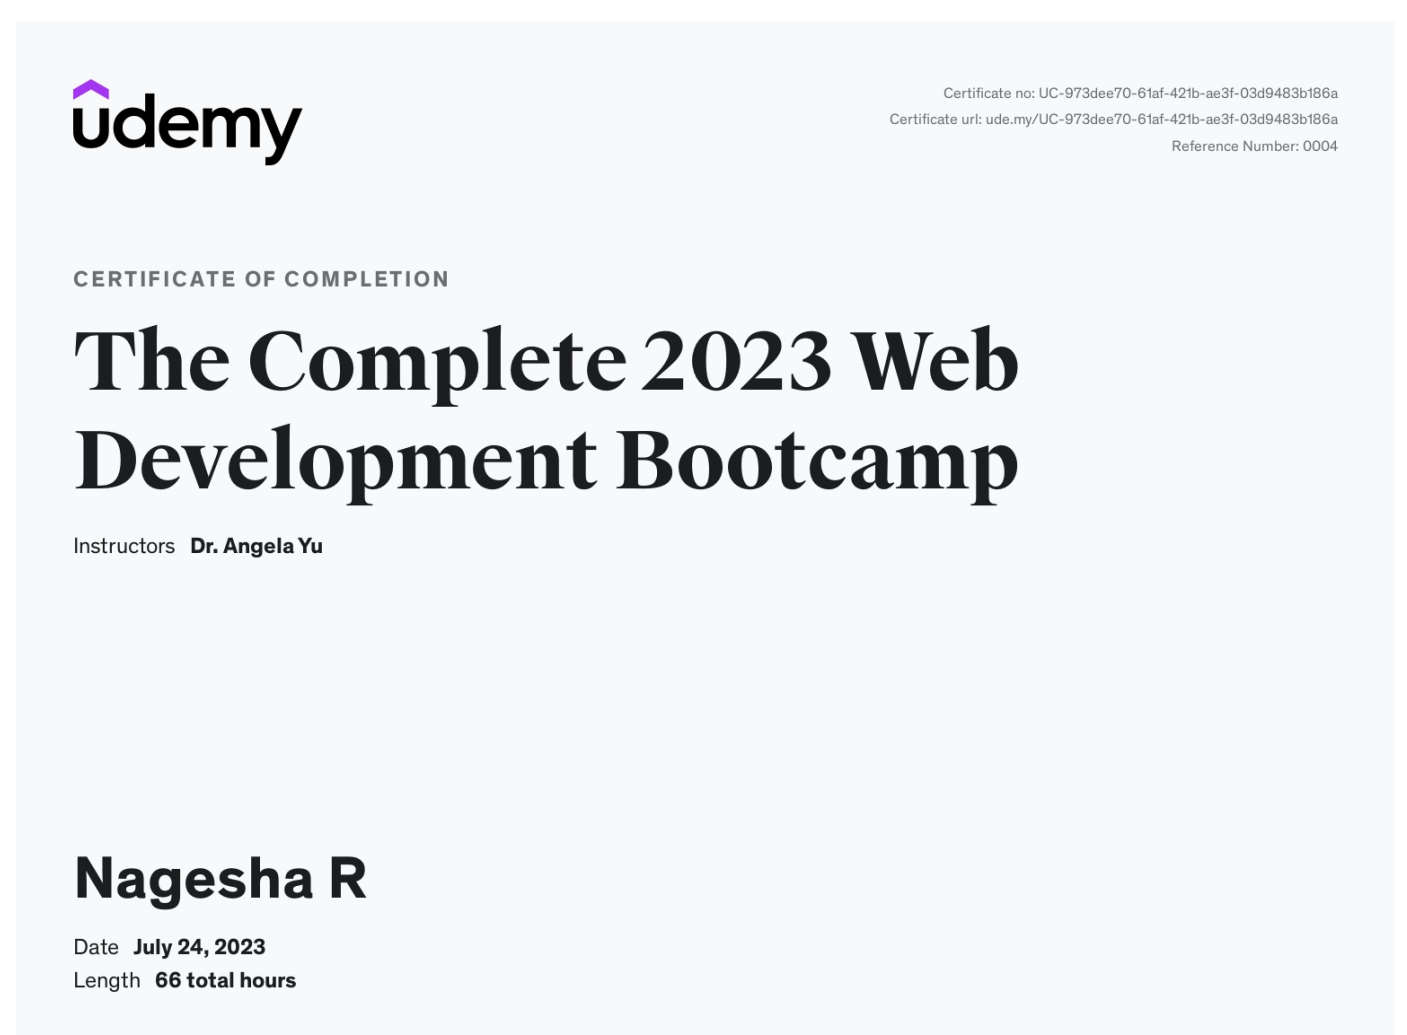 udemy
Certificate no: UC-973dee70-61af-421b-ae3f-03d9483b186a
Certificate url: ude.my/UC-973dee70-61af-421b-ae3f-03d9483b186a
Reference Number: 0004
CERTIFICATE OF COMPLETION
The Complete 2023 Web
Development Bootcamp
Instructors Dr. Angela Yu
Nagesha R
Date July 24, 2023
Length 66 total hours